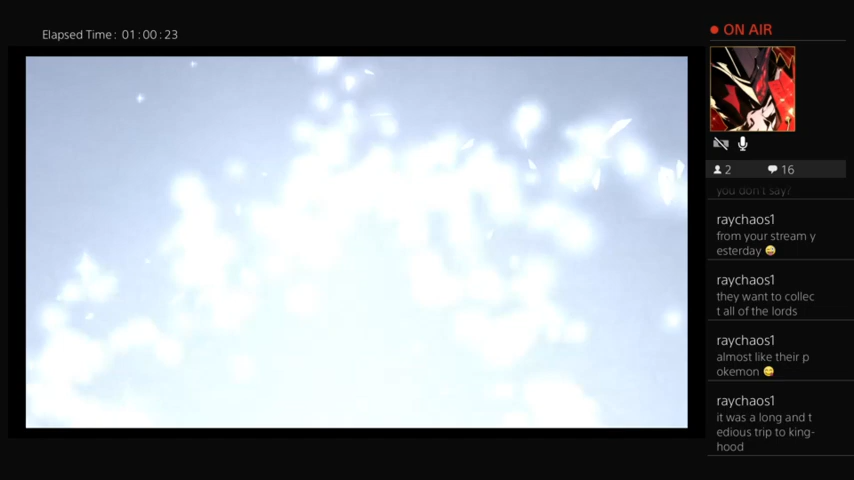 Elapsed Time: 01:00:23
ON AIR
2
16
you don't say?
raychaos1
from your stream y
esterday 😄
raychaos1
they want to collec
t all of the lords
raychaos1
almost like their p
okemon 😋
raychaos1
it was a long and t
edious trip to king-
hood